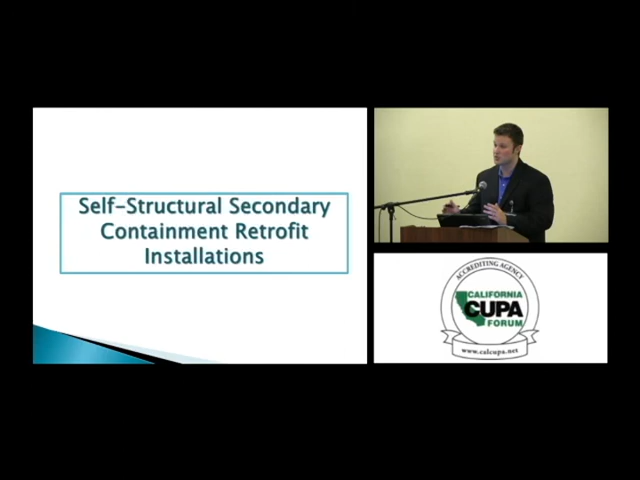 Self-Structural Secondary
Containment Retrofit
Installations
ACCREDITING AGENCY
CALIFORNIA
CUPA
FORUM
www.calcupa.net